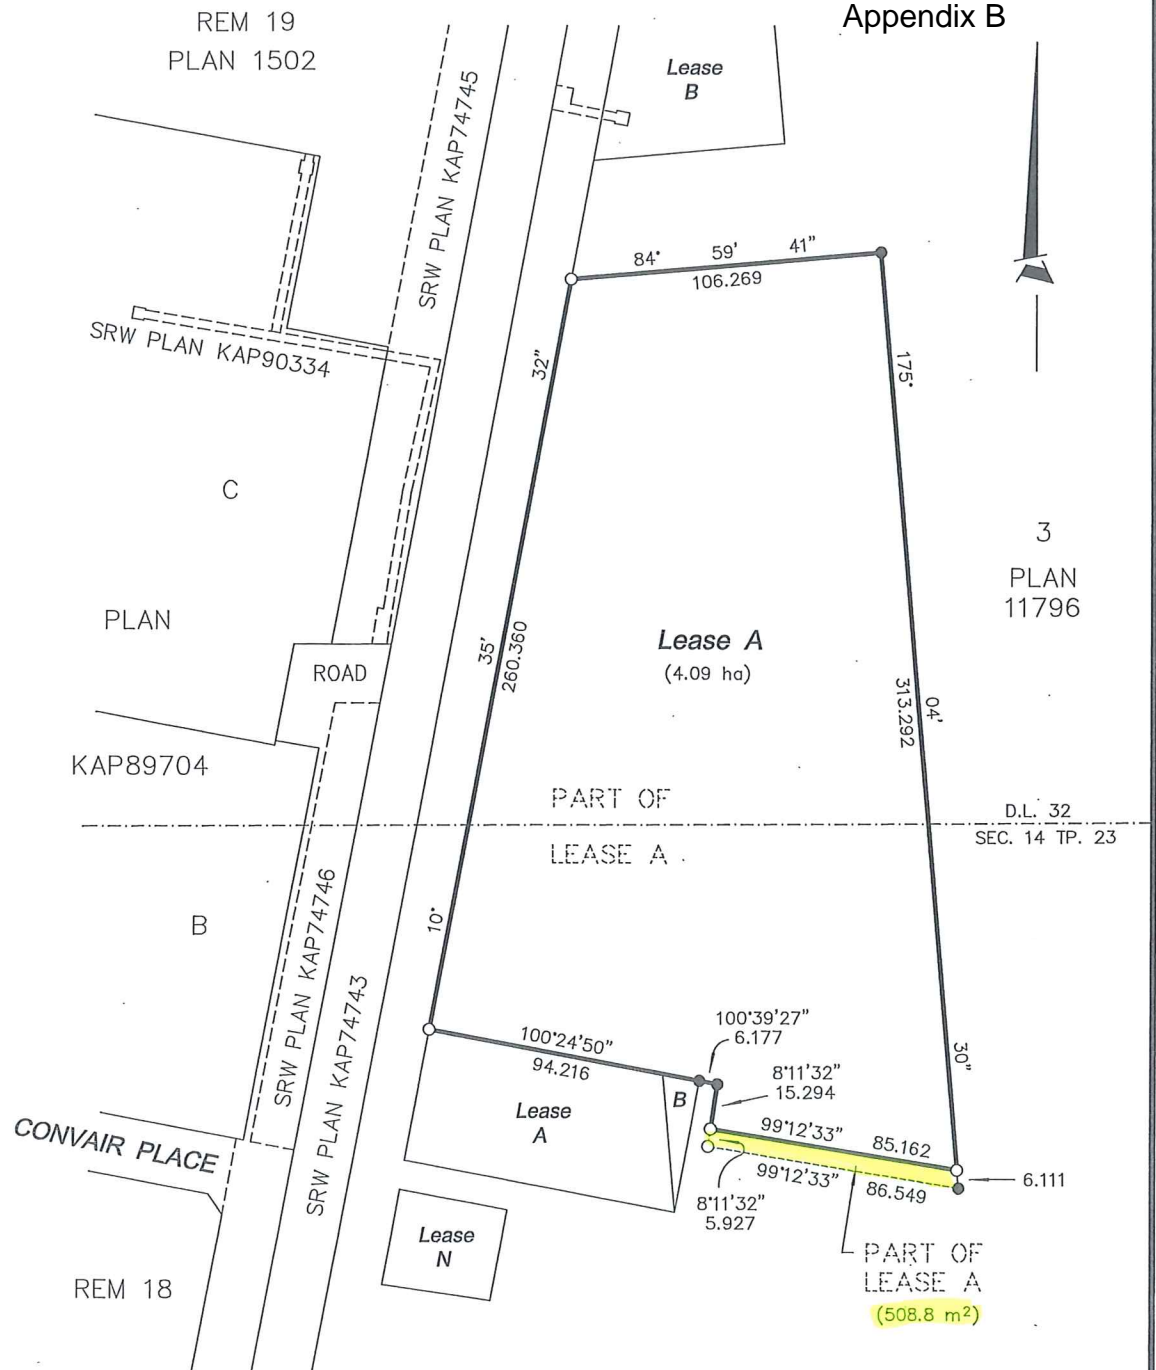 Appendix B
REM 19
PLAN 1502
Lease
B
SRW PLAN KAP74745
84° 59' 41"
106.269
SRW PLAN KAP90334
32"
175°
C
3
PLAN
11796
PLAN
35'
260.360
Lease A
(4.09 ha)
ROAD
04'
313.292
KAP89704
PART OF
LEASE A
D.L. 32
SEC. 14 TP. 23
B
10°
SRW PLAN KAP74746
SRW PLAN KAP74743
100°24'50"
94.216
100°39'27"
6.177
30"
8°11'32"
15.294
Lease
A
B
99°12'33" 85.162
99°12'33" 86.549
6.111
8°11'32"
5.927
CONVAIR PLACE
Lease
N
PART OF
LEASE A
(508.8 m²)
REM 18